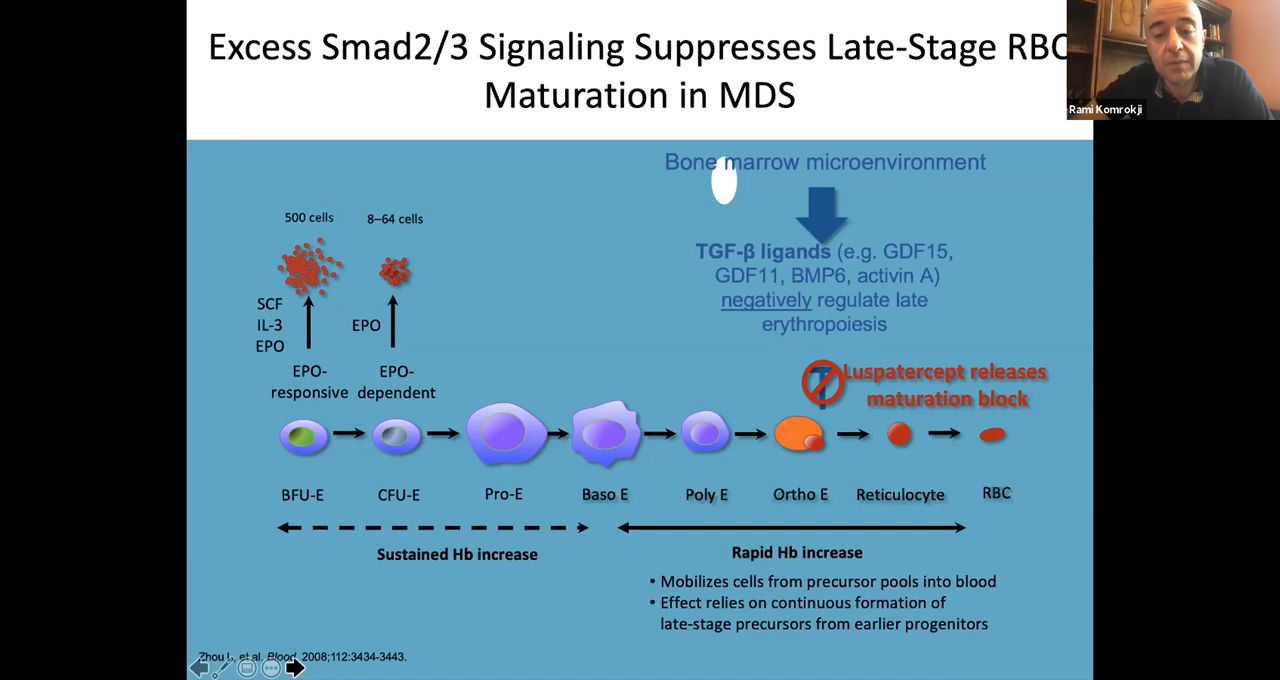 Excess Smad2/3 Signaling Suppresses Late-Stage RBC
Maturation in MDS
Rami Komrokji
Bone marrow microenvironment
TGF-β ligands (e.g. GDF15,
GDF11, BMP6, activin A)
negatively regulate late
erythropoiesis
500 cells
8–64 cells
SCF
IL-3
EPO
EPO
EPO-
responsive
EPO-
dependent
Luspatercept releases
maturation block
BFU-E
CFU-E
Pro-E
Baso E
Poly E
Ortho E
Reticulocyte
RBC
Sustained Hb increase
Rapid Hb increase
• Mobilizes cells from precursor pools into blood
• Effect relies on continuous formation of
late-stage precursors from earlier progenitors
Zhou L, et al. Blood. 2008;112:3434-3443.